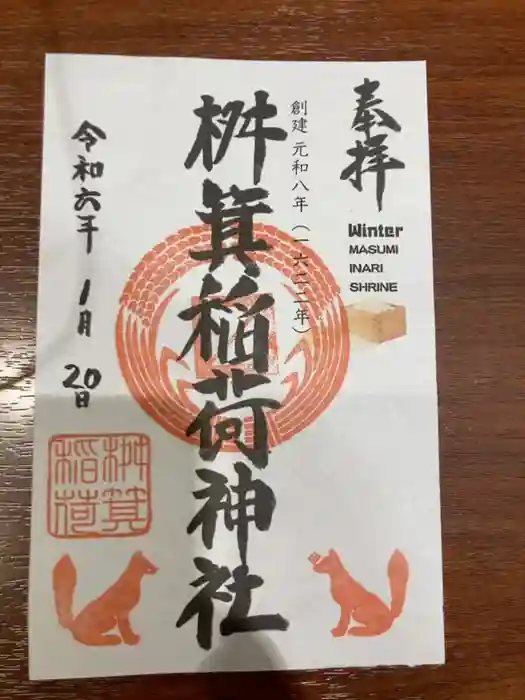 奉拝
Winter
MASUMI
INARI
SHRINE
創建 元和八年(一六二二年)
桝箕稲荷神社
令和六年 1月 20日
桝箕
稲荷